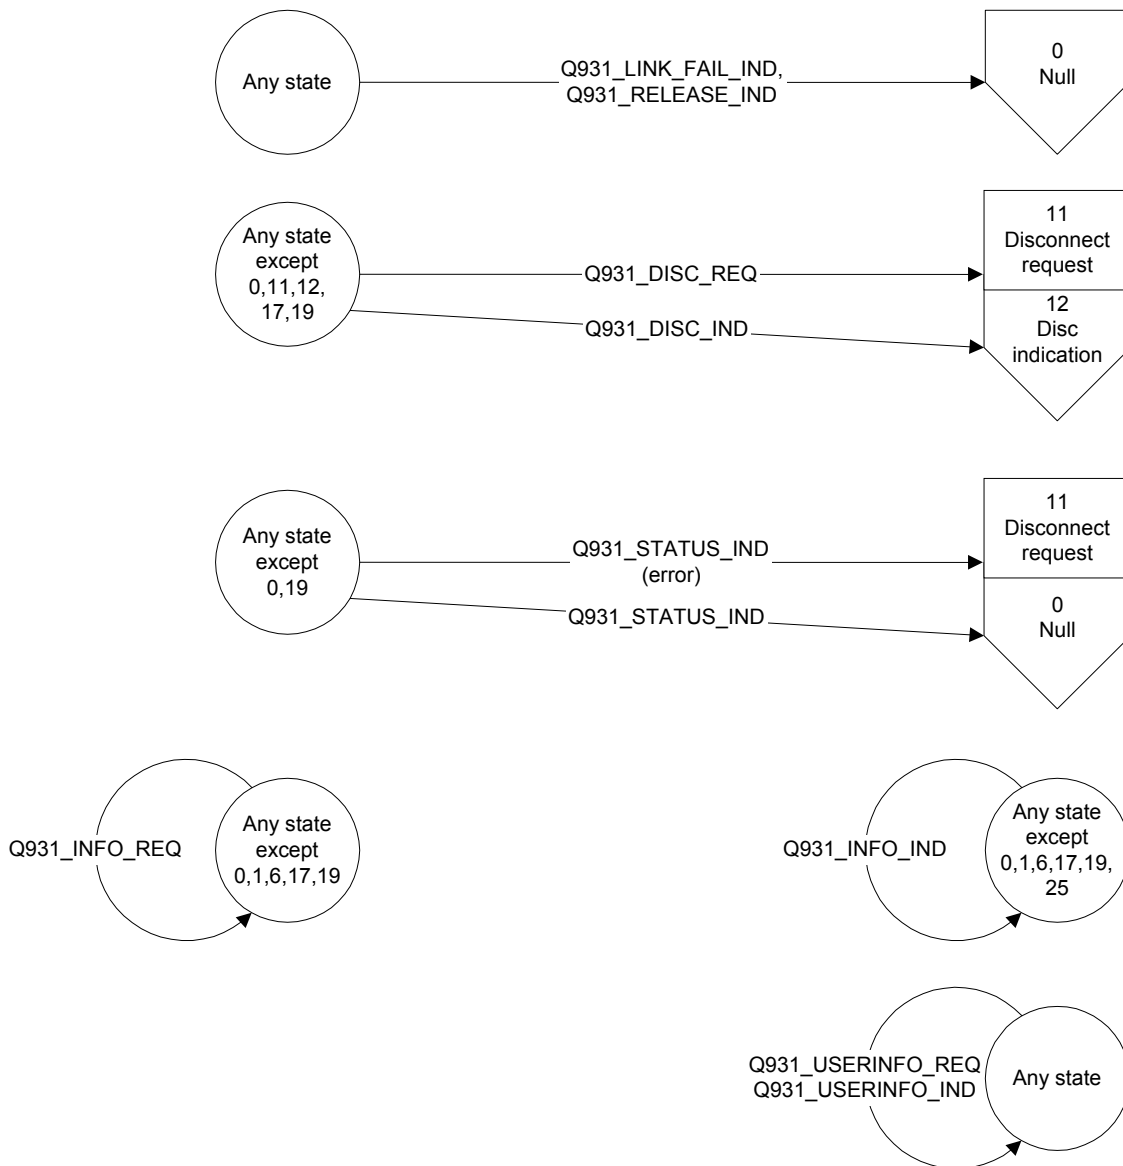 Any state
Q931_LINK_FAIL_IND,
Q931_RELEASE_IND
0
Null
Any state
except
0,11,12,
17,19
Q931_DISC_REQ
Q931_DISC_IND
11
Disconnect
request
12
Disc
indication
Any state
except
0,19
Q931_STATUS_IND
(error)
Q931_STATUS_IND
11
Disconnect
request
0
Null
Q931_INFO_REQ
Any state
except
0,1,6,17,19
Q931_INFO_IND
Any state
except
0,1,6,17,19,
25
Q931_USERINFO_REQ
Q931_USERINFO_IND
Any state